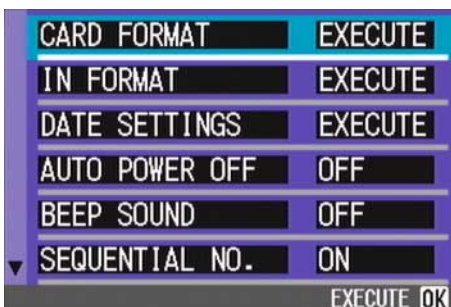 CARD FORMAT EXECUTE
IN FORMAT EXECUTE
DATE SETTINGS EXECUTE
AUTO POWER OFF OFF
BEEP SOUND OFF
SEQUENTIAL NO. ON
EXECUTE OK